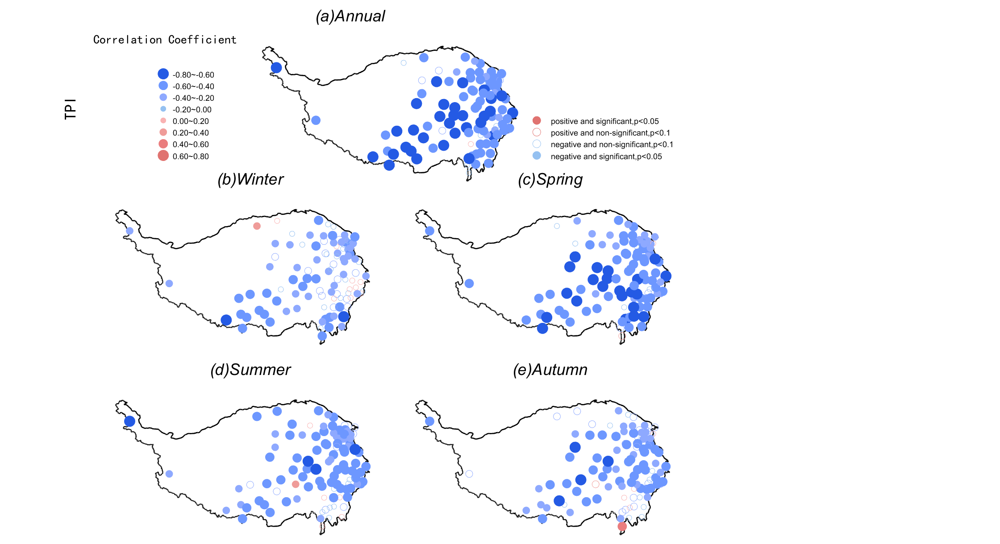 (a)Annual
Correlation Coefficient
-0.80~-0.60
-0.60~-0.40
-0.40~-0.20
-0.20~0.00
0.00~0.20
0.20~0.40
0.40~0.60
0.60~0.80
TPI
positive and significant,p<0.05
positive and non-significant,p<0.1
negative and non-significant,p<0.1
negative and significant,p<0.05
(b)Winter
(c)Spring
(d)Summer
(e)Autumn